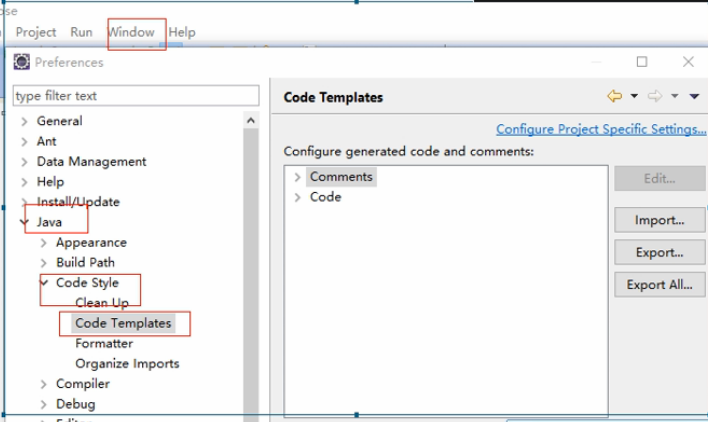 ose
Project Run Window Help
Preferences
type filter text
General
Ant
Data Management
Help
Install/Update
Java
Appearance
Build Path
Code Style
Clean Up
Code Templates
Formatter
Organize Imports
Compiler
Debug
Code Templates
Configure Project Specific Settings...
Configure generated code and comments:
Comments
Code
Edit...
Import...
Export...
Export All...